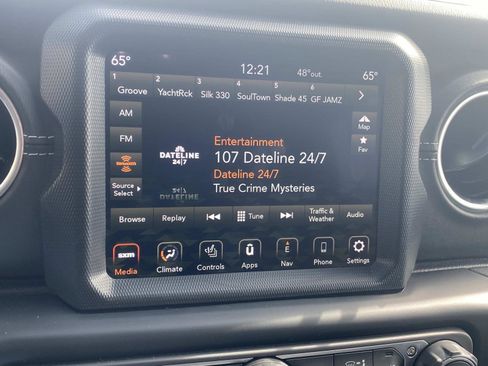 65°
12:21
48°out.
65°
1 2 3 4 5 6
Groove YachtRck Silk 330 SoulTown Shade 45 GF JAMZ
AM
FM
Source Select
DATELINE 24/7
Entertainment
107 Dateline 24/7
Dateline 24/7
True Crime Mysteries
Map
Fav
Browse Replay Tune Traffic & Weather Audio
sxm U E
Media Climate Controls Apps Nav Phone Settings